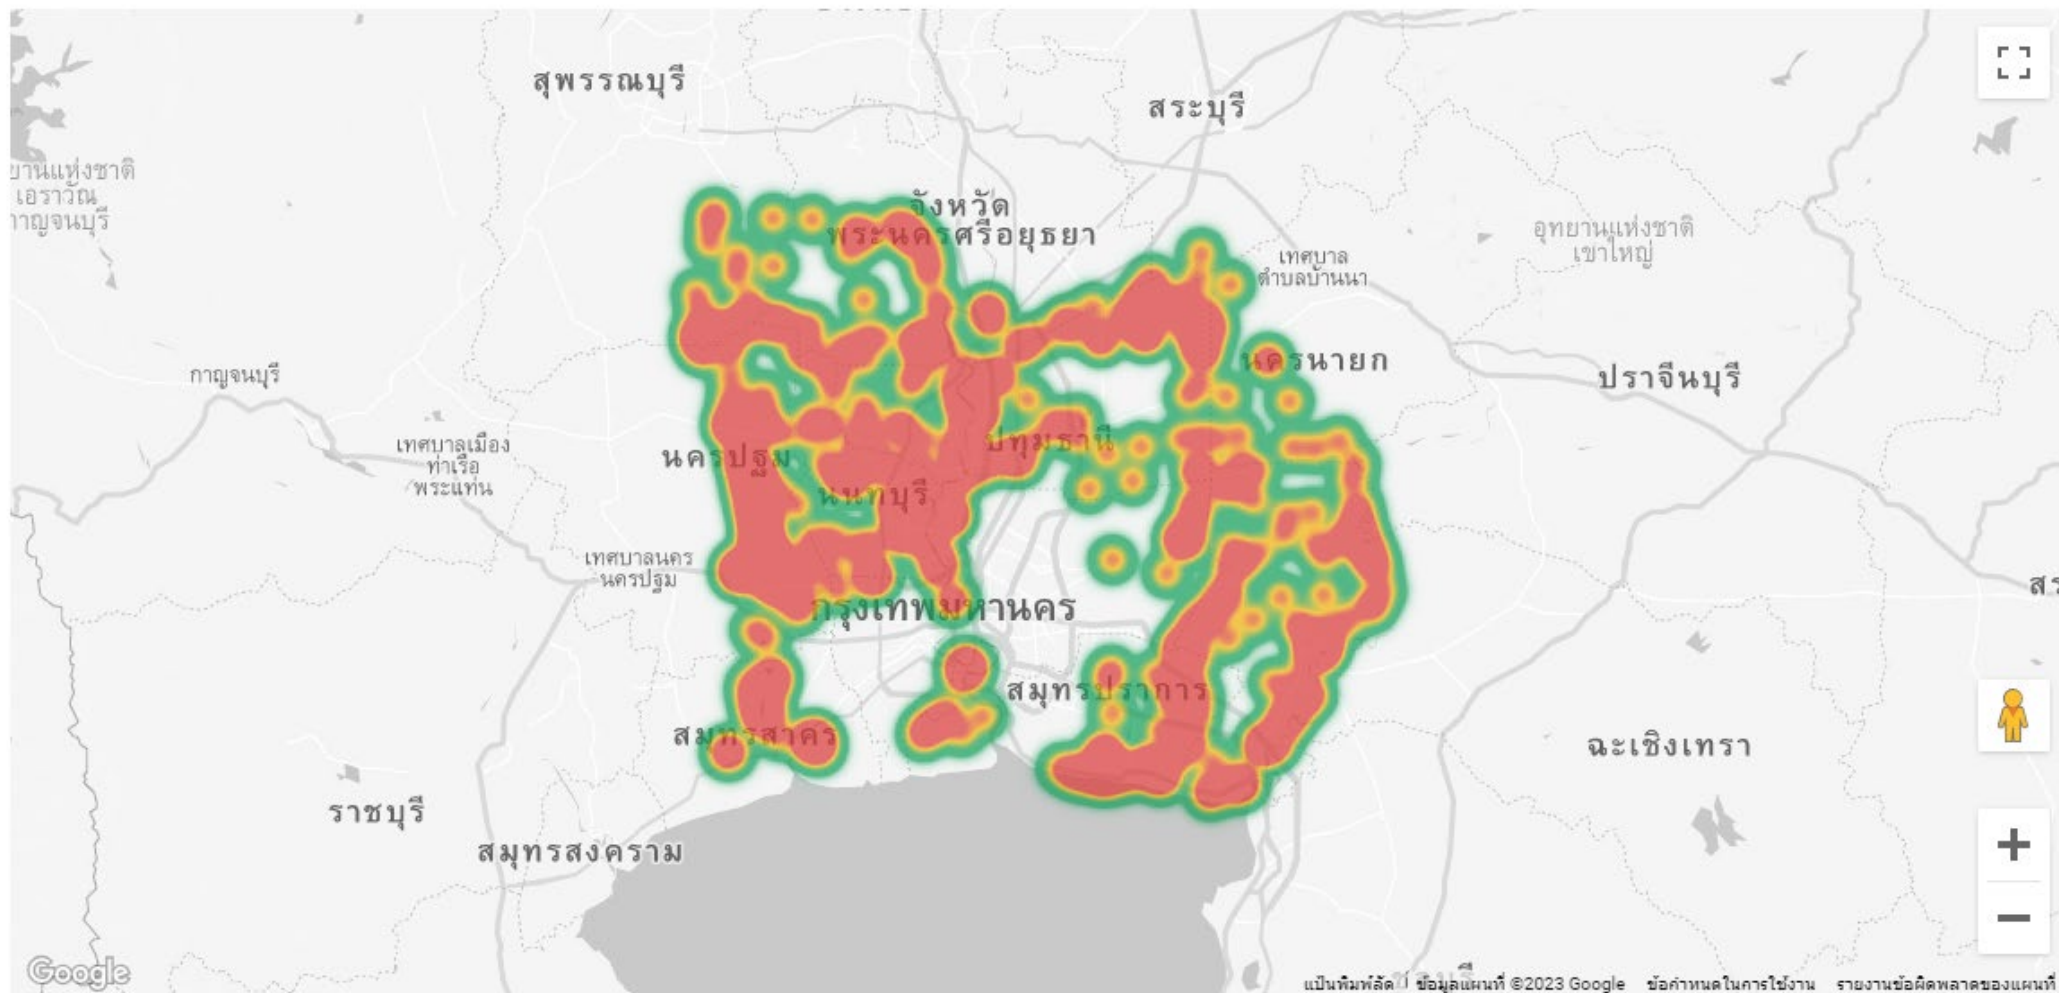 สุพรรณบุรี
สระบุรี
ยานแห่งชาติ
เอราวัณ
กาญจนบุรี
จังหวัด
พระนครศรีอยุธยา
อุทยานแห่งชาติ
เขาใหญ่
เทศบาล
ตำบลบ้านนา
นครนายก
กาญจนบุรี
ปราจีนบุรี
เทศบาลเมือง
ท่าเรือ
พระแท่น
ปทุมธานี
นครปฐม
นนทบุรี
เทศบาลนคร
นครปฐม
กรุงเทพมหานคร
สมุทรปราการ
สมุทรสาคร
ฉะเชิงเทรา
ราชบุรี
สมุทรสงคราม
ชลบุรี
Google
แป้นพิมพ์ลัด ข้อมูลแผนที่ ©2023 Google ข้อกำหนดในการใช้งาน รายงานข้อผิดพลาดของแผนที่